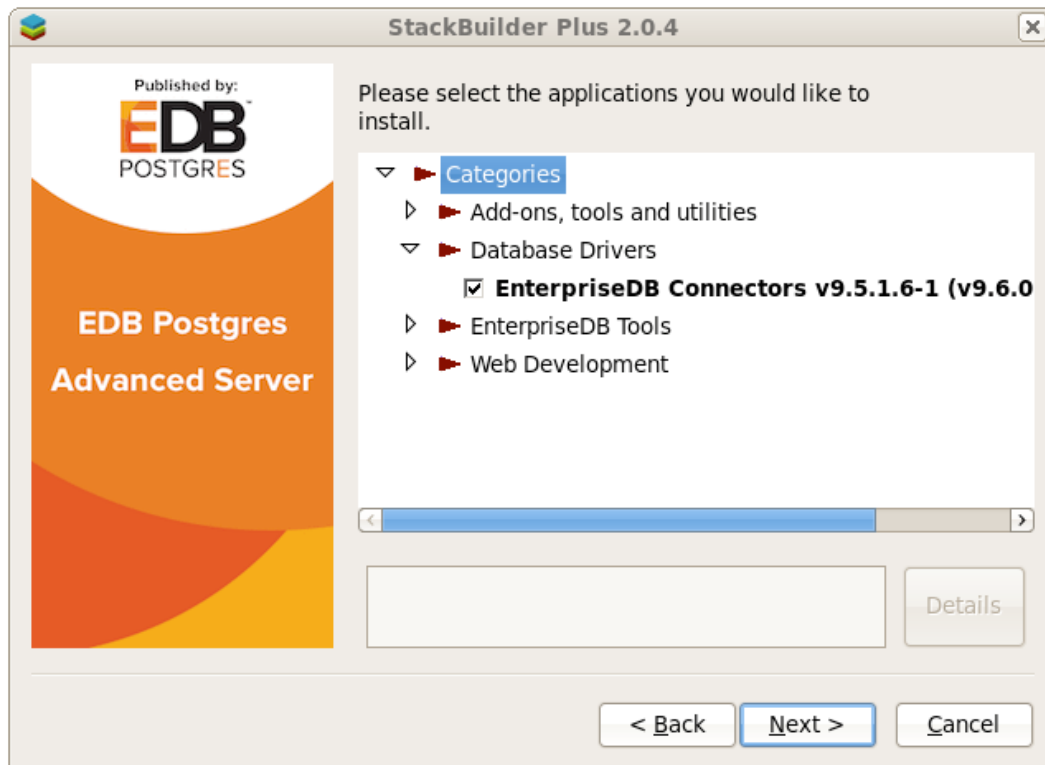 StackBuilder Plus 2.0.4
Published by:
EDB
POSTGRES
EDB Postgres
Advanced Server
Please select the applications you would like to
install.
Categories
Add-ons, tools and utilities
Database Drivers
EnterpriseDB Connectors v9.5.1.6-1 (v9.6.0
EnterpriseDB Tools
Web Development
Details
< Back
Next >
Cancel